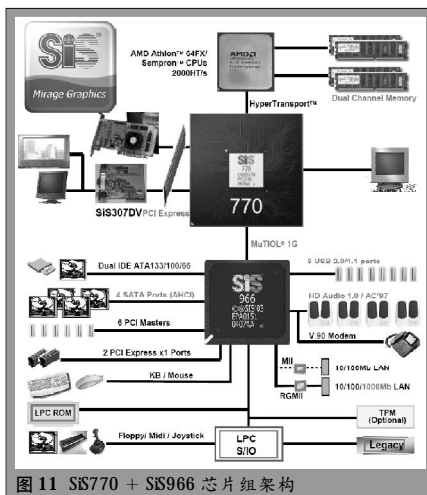 SiS
Mirage Graphics
AMD Athlon™ 64FX/
Sempron™ CPUs
2000HT/s
AMD
HyperTransport™
Dual Channel Memory
SiS
770
770
SiS307DV
PCI Express
MuTIOL® 1G
Dual IDE ATA133/100/66
4 SATA Ports (AHCI)
6 PCI Masters
2 PCI Express x1 Ports
KB / Mouse
SiS
966
8 USB 2.0/1.1 ports
HD Audio 1.0 / AC'97
V.90 Modem
MII
10/100Mb LAN
RGMII
10/100/1000Mb LAN
LPC ROM
TPM
(Optional)
Floppy/ Midi / Joystick
LPC
S/IO
Legacy
图 11 SiS770 + SiS966 芯片组架构